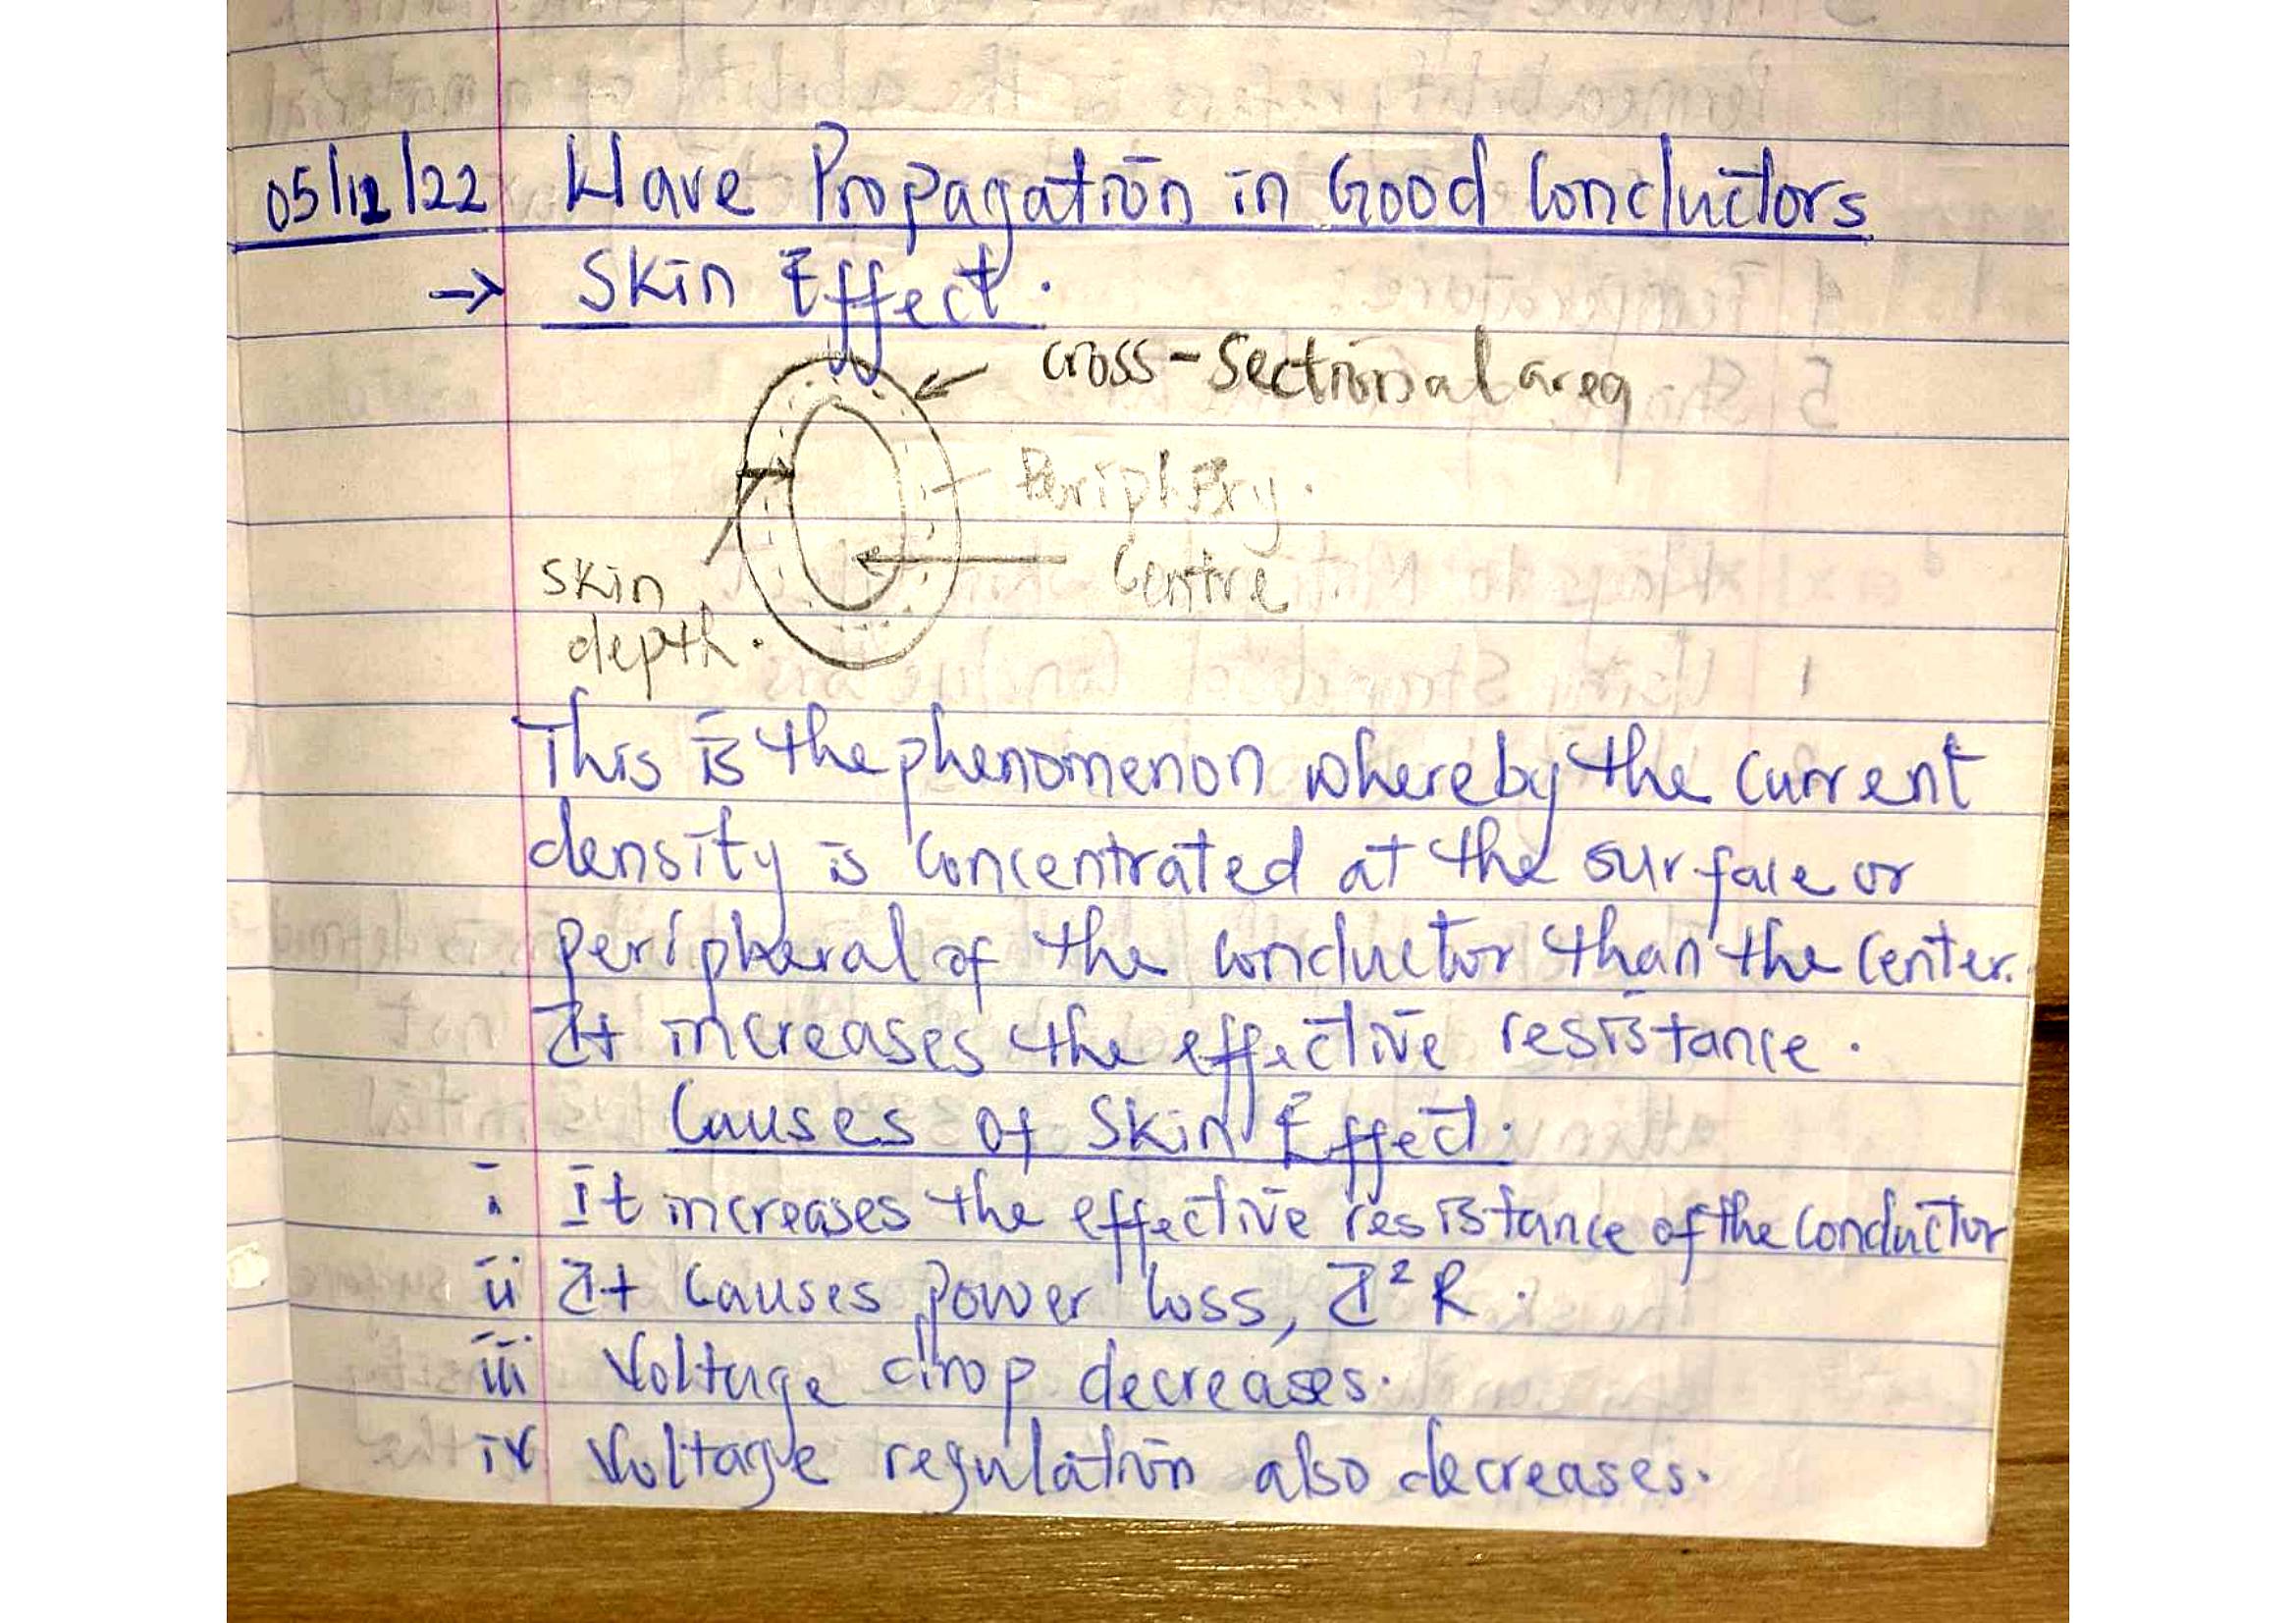 05/12/22 Wave Propagation in Good Conductors
→ Skin Effect.
cross-Sectional area
Periphery.
Centre
Skin
depth.
This is the phenomenon whereby the current
density is concentrated at the surface or
peripheral of the conductor than the center.
It increases the effective resistance.
Causes of Skin Effect.
i. It increases the effective resistance of the conductor
ii It causes power loss, I²R.
iii Voltage drop decreases.
iv Voltage regulation also decreases.